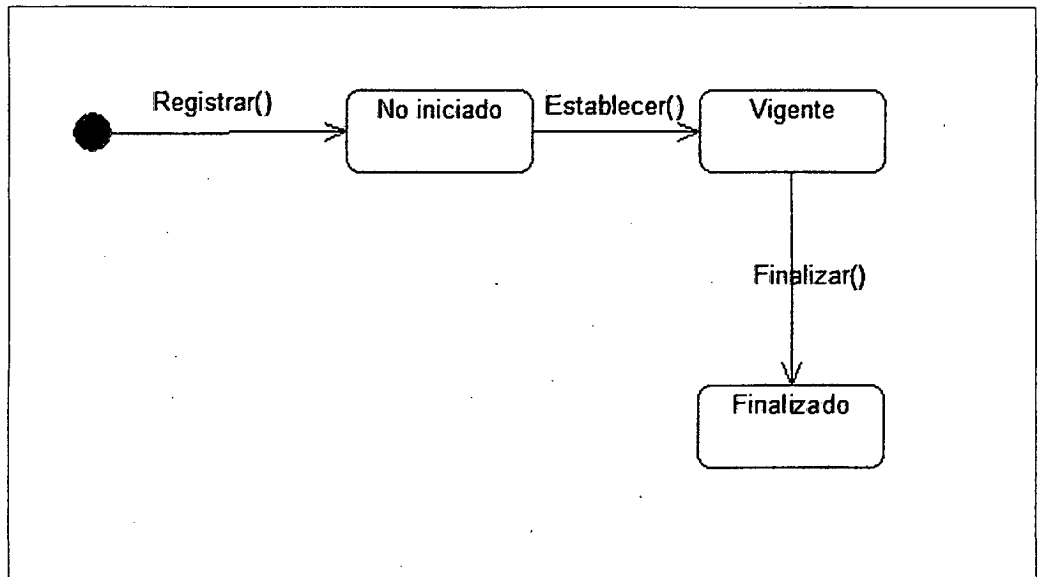 Registrar()
No iniciado
Establecer()
Vigente
Finalizar()
Finalizado